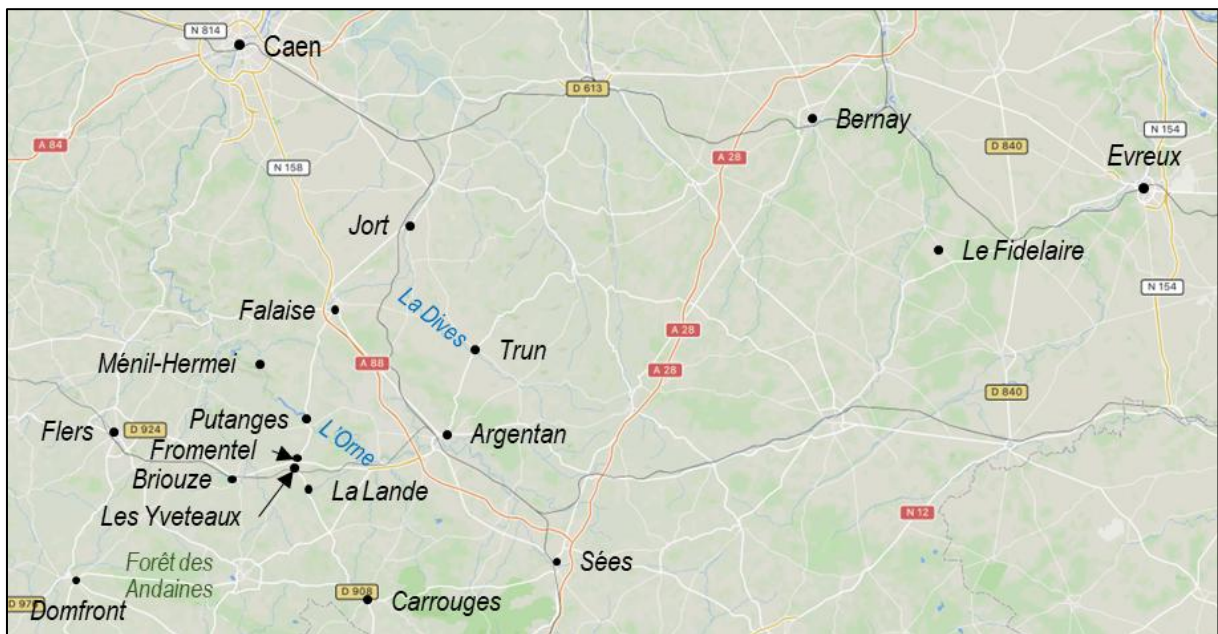 N 814
Caen
D 613
A 84
N 158
A 28
Bernay
D 840
N 154
Evreux
Jort
Le Fidelaire
N 154
Falaise
La Dives
Trun
A 28
Ménil-Hermei
A 88
A 28
D 840
Flers
D 924
Putanges
L'Orne
Argentan
Fromentel
Briouze
La Lande
Les Yveteaux
N 12
Forêt des
Andaines
Sées
D 908
Carrouges
Domfront